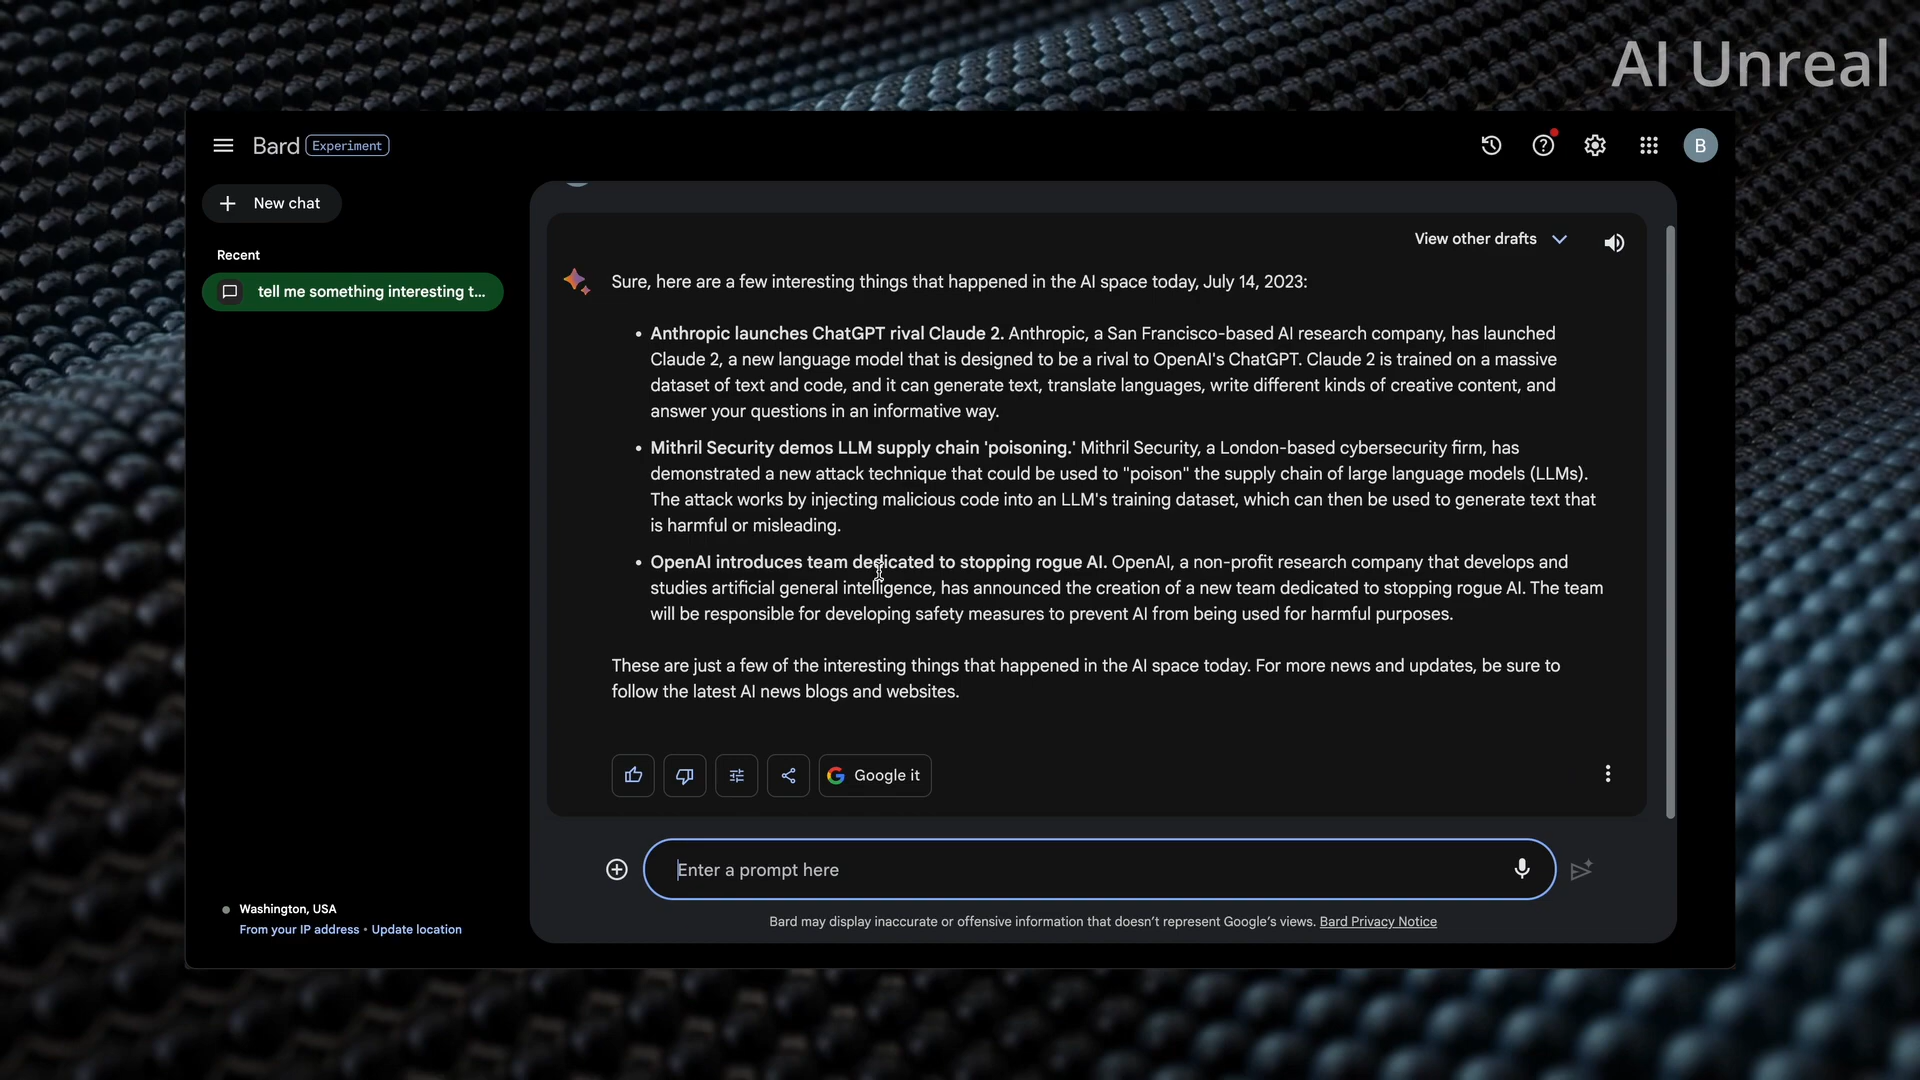 AI Unreal
Bard Experiment
B
New chat
Recent
tell me something interesting t...
View other drafts
Sure, here are a few interesting things that happened in the AI space today, July 14, 2023:
• Anthropic launches ChatGPT rival Claude 2. Anthropic, a San Francisco-based AI research company, has launched
Claude 2, a new language model that is designed to be a rival to OpenAI's ChatGPT. Claude 2 is trained on a massive
dataset of text and code, and it can generate text, translate languages, write different kinds of creative content, and
answer your questions in an informative way.
• Mithril Security demos LLM supply chain 'poisoning.' Mithril Security, a London-based cybersecurity firm, has
demonstrated a new attack technique that could be used to "poison" the supply chain of large language models (LLMs).
The attack works by injecting malicious code into an LLM's training dataset, which can then be used to generate text that
is harmful or misleading.
• OpenAI introduces team dedicated to stopping rogue AI. OpenAI, a non-profit research company that develops and
studies artificial general intelligence, has announced the creation of a new team dedicated to stopping rogue AI. The team
will be responsible for developing safety measures to prevent AI from being used for harmful purposes.
These are just a few of the interesting things that happened in the AI space today. For more news and updates, be sure to
follow the latest AI news blogs and websites.
Google it
Enter a prompt here
Washington, USA
From your IP address • Update location
Bard may display inaccurate or offensive information that doesn't represent Google's views. Bard Privacy Notice